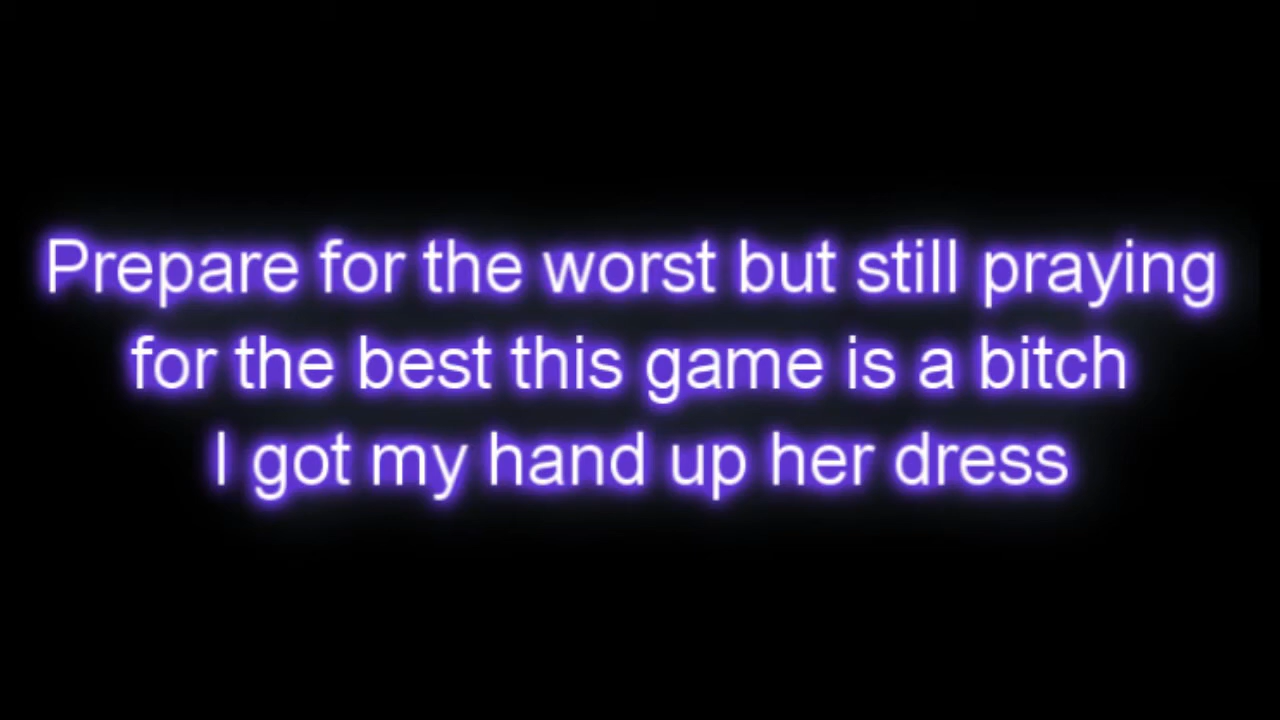 Prepare for the worst but still praying
for the best this game is a bitch
I got my hand up her dress